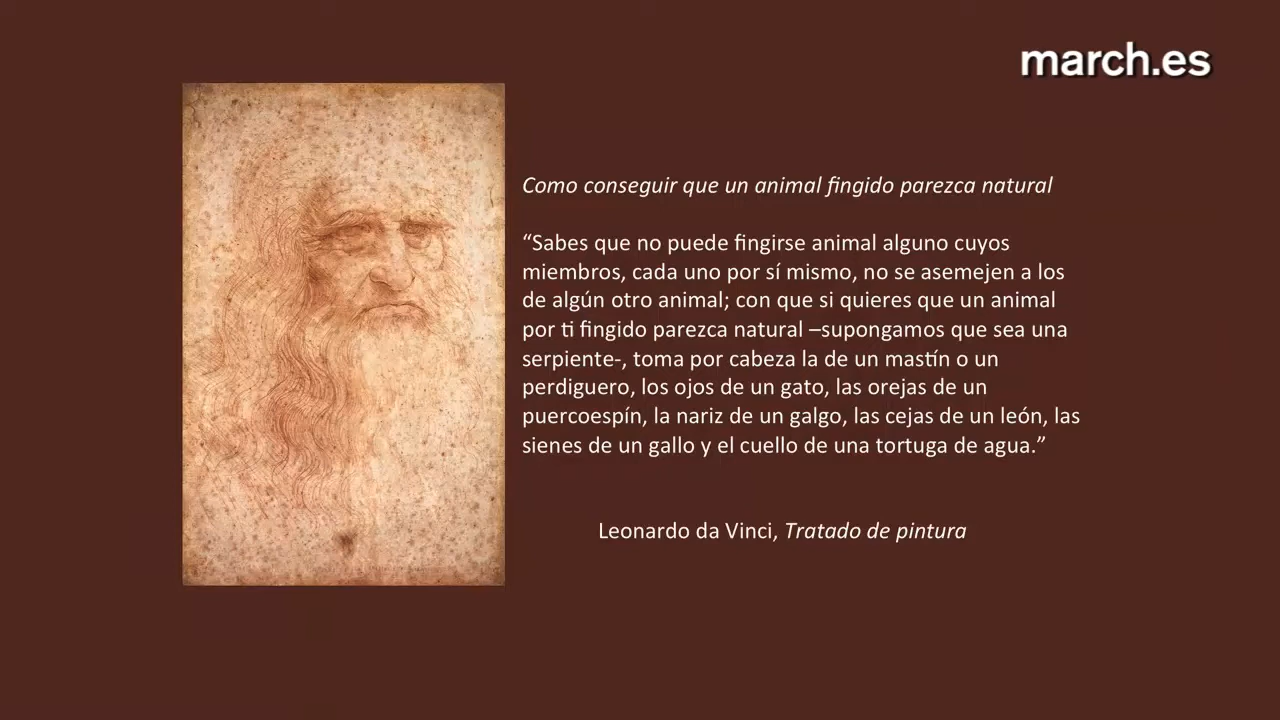 march.es
Como conseguir que un animal fingido parezca natural
“Sabes que no puede fingirse animal alguno cuyos
miembros, cada uno por sí mismo, no se asemejen a los
de algún otro animal; con que si quieres que un animal
por ti fingido parezca natural –supongamos que sea una
serpiente-, toma por cabeza la de un mastín o un
perdiguero, los ojos de un gato, las orejas de un
puercoespín, la nariz de un galgo, las cejas de un león, las
sienes de un gallo y el cuello de una tortuga de agua.”
Leonardo da Vinci, Tratado de pintura